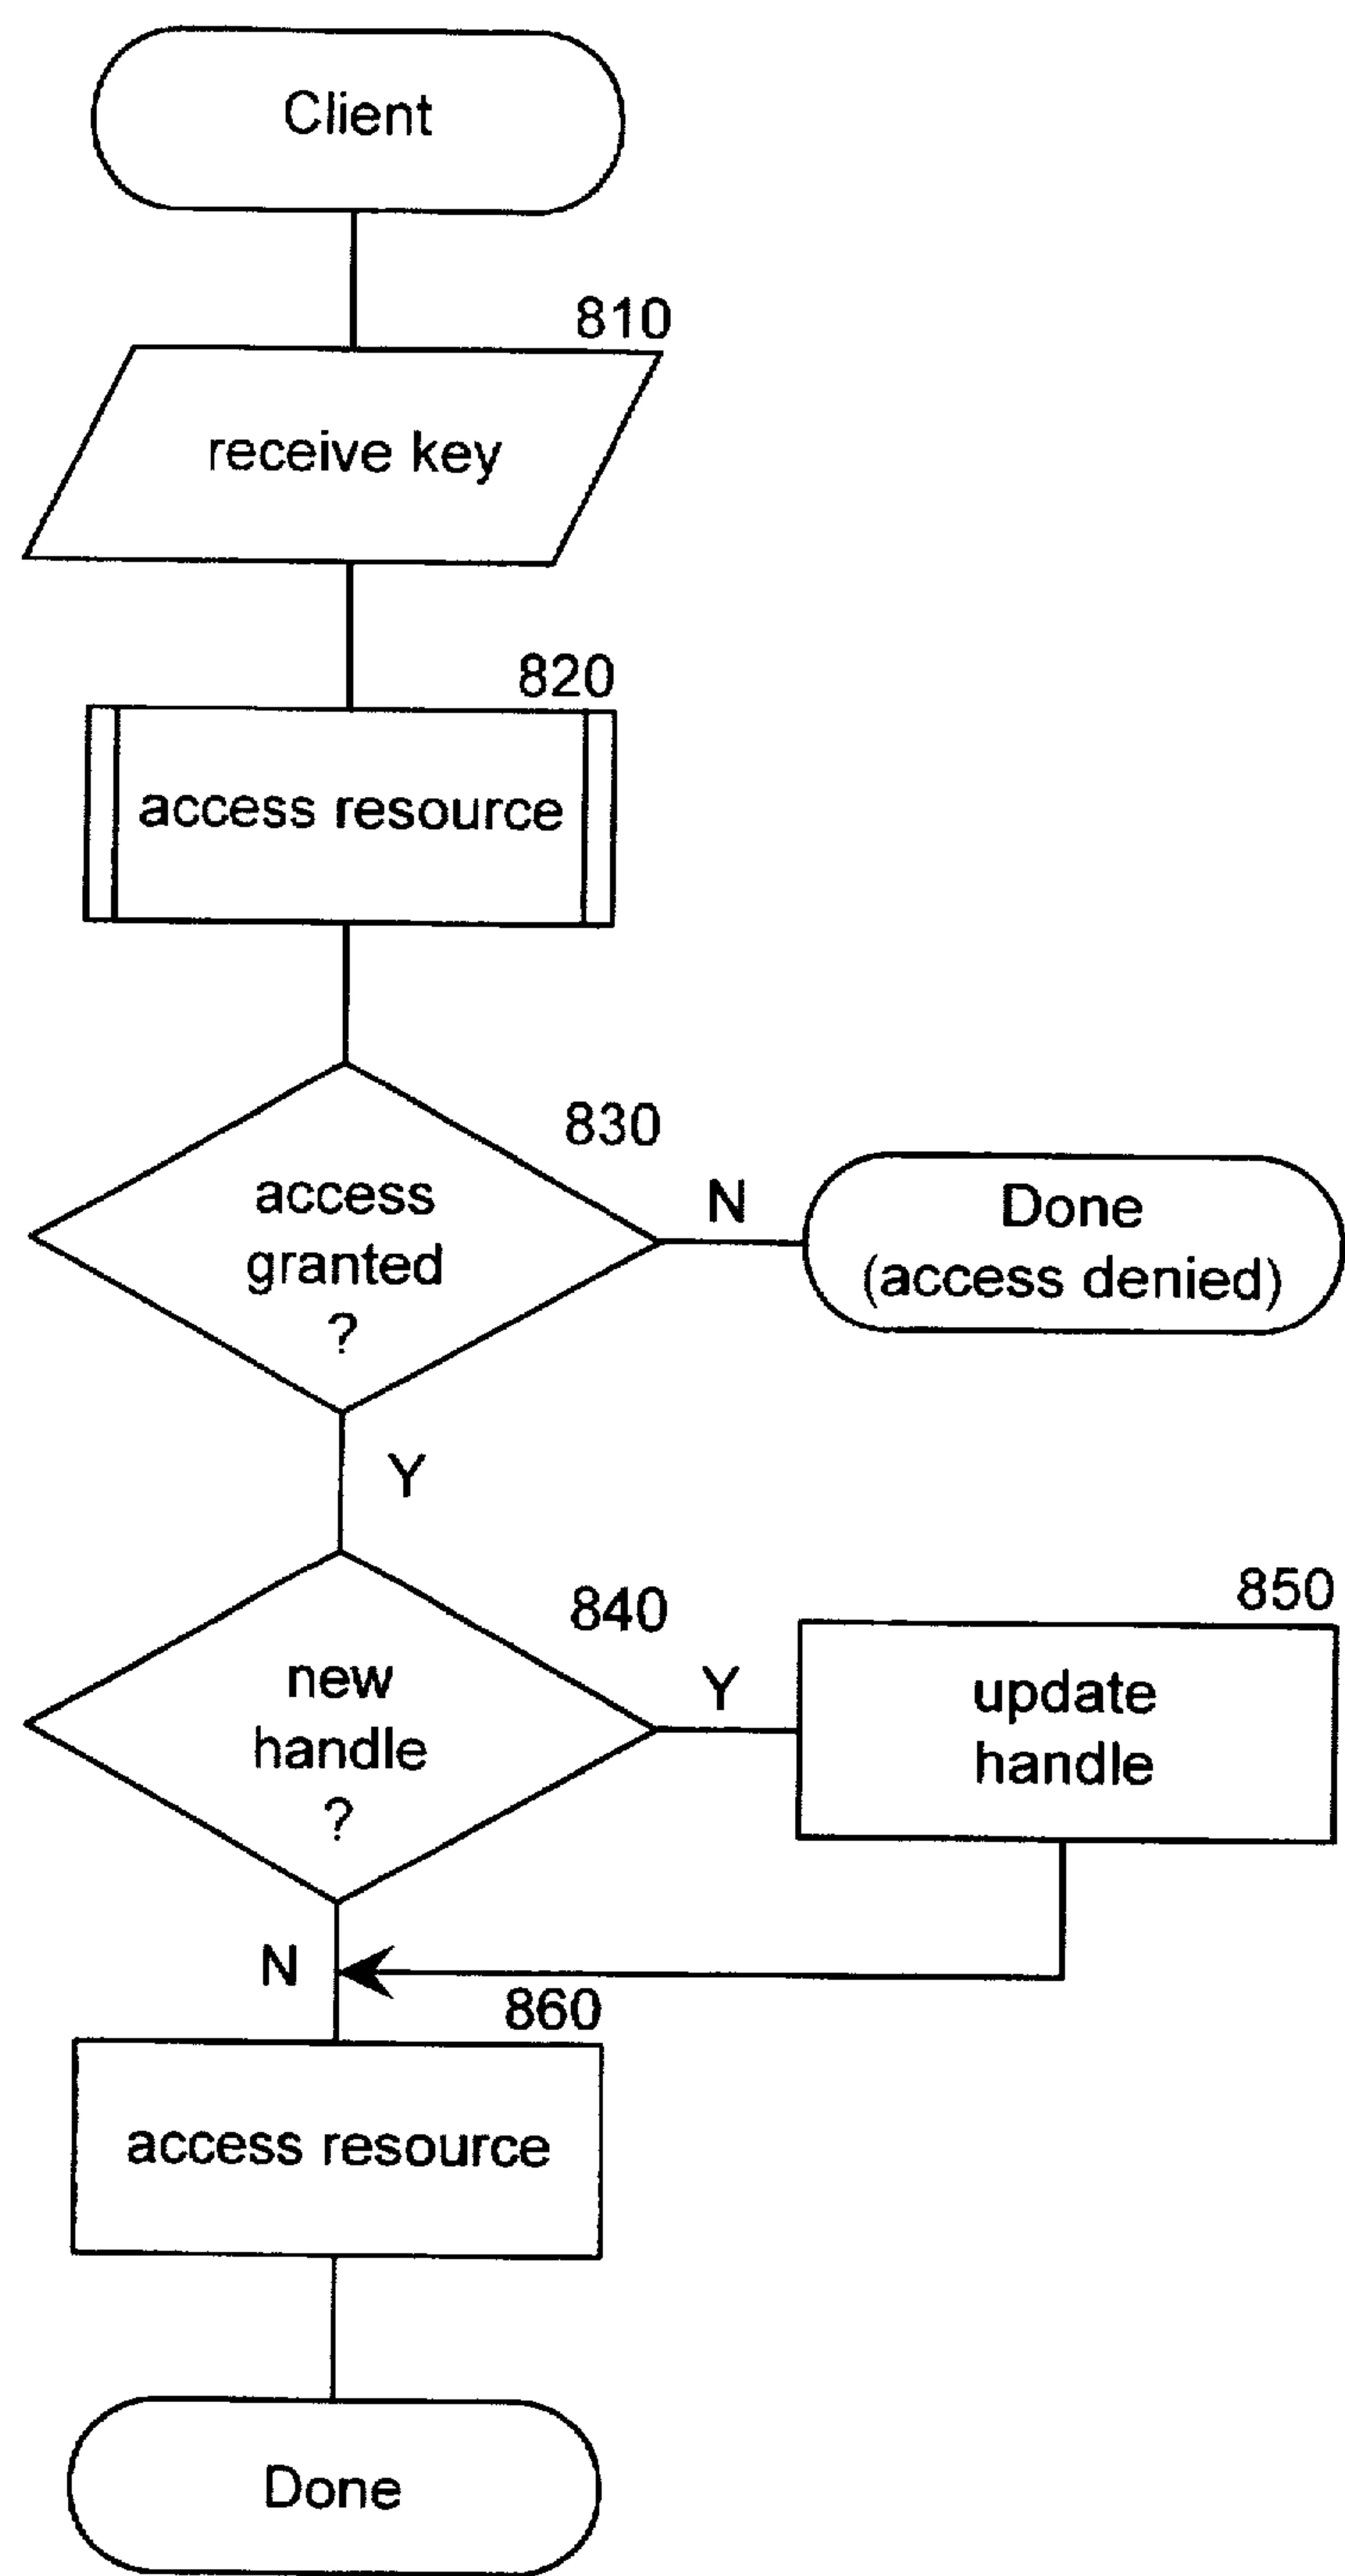 Client
810
receive key
820
access resource
830
access
granted
?
N
Done
(access denied)
Y
840
new
handle
?
Y
850
update
handle
N
860
access resource
Done